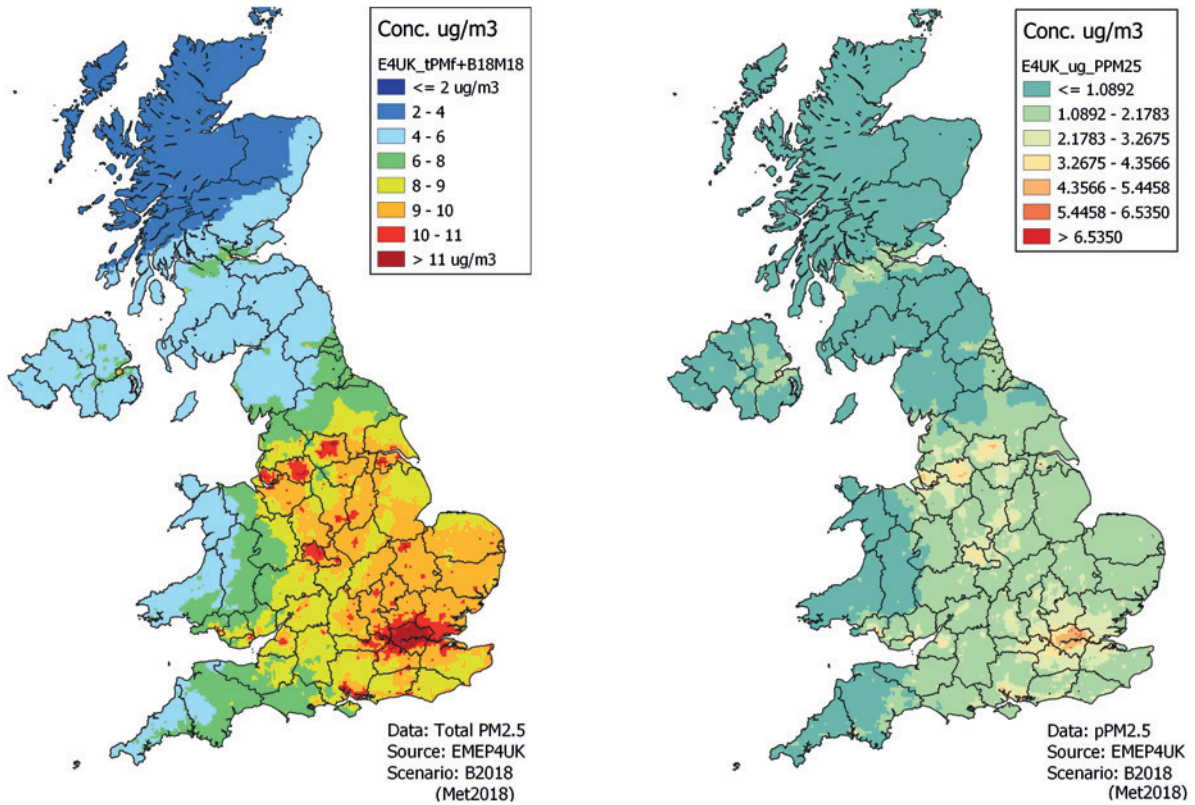 Conc. ug/m3
E4UK_tPMf+B18M18
<= 2 ug/m3
2 - 4
4 - 6
6 - 8
8 - 9
9 - 10
10 - 11
> 11 ug/m3
Data: Total PM2.5
Source: EMEP4UK
Scenario: B2018
(Met2018)
Conc. ug/m3
E4UK_ug_PPM25
<= 1.0892
1.0892 - 2.1783
2.1783 - 3.2675
3.2675 - 4.3566
4.3566 - 5.4458
5.4458 - 6.5350
> 6.5350
Data: pPM2.5
Source: EMEP4UK
Scenario: B2018
(Met2018)